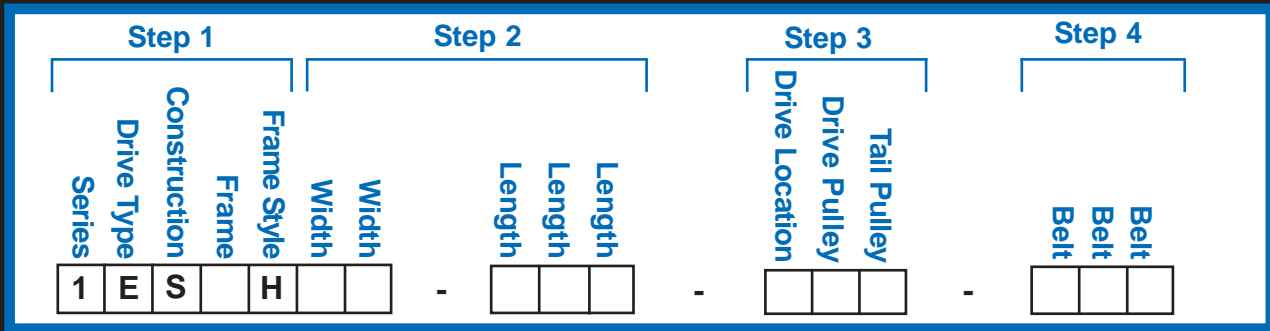 Step 1 Step 2 Step 3 Step 4
Series
Drive Type
Construction
Frame
Frame Style
Width
Width
Length
Length
Length
Drive Location
Drive Pulley
Tail Pulley
Belt
Belt
Belt
1 E S H - - -